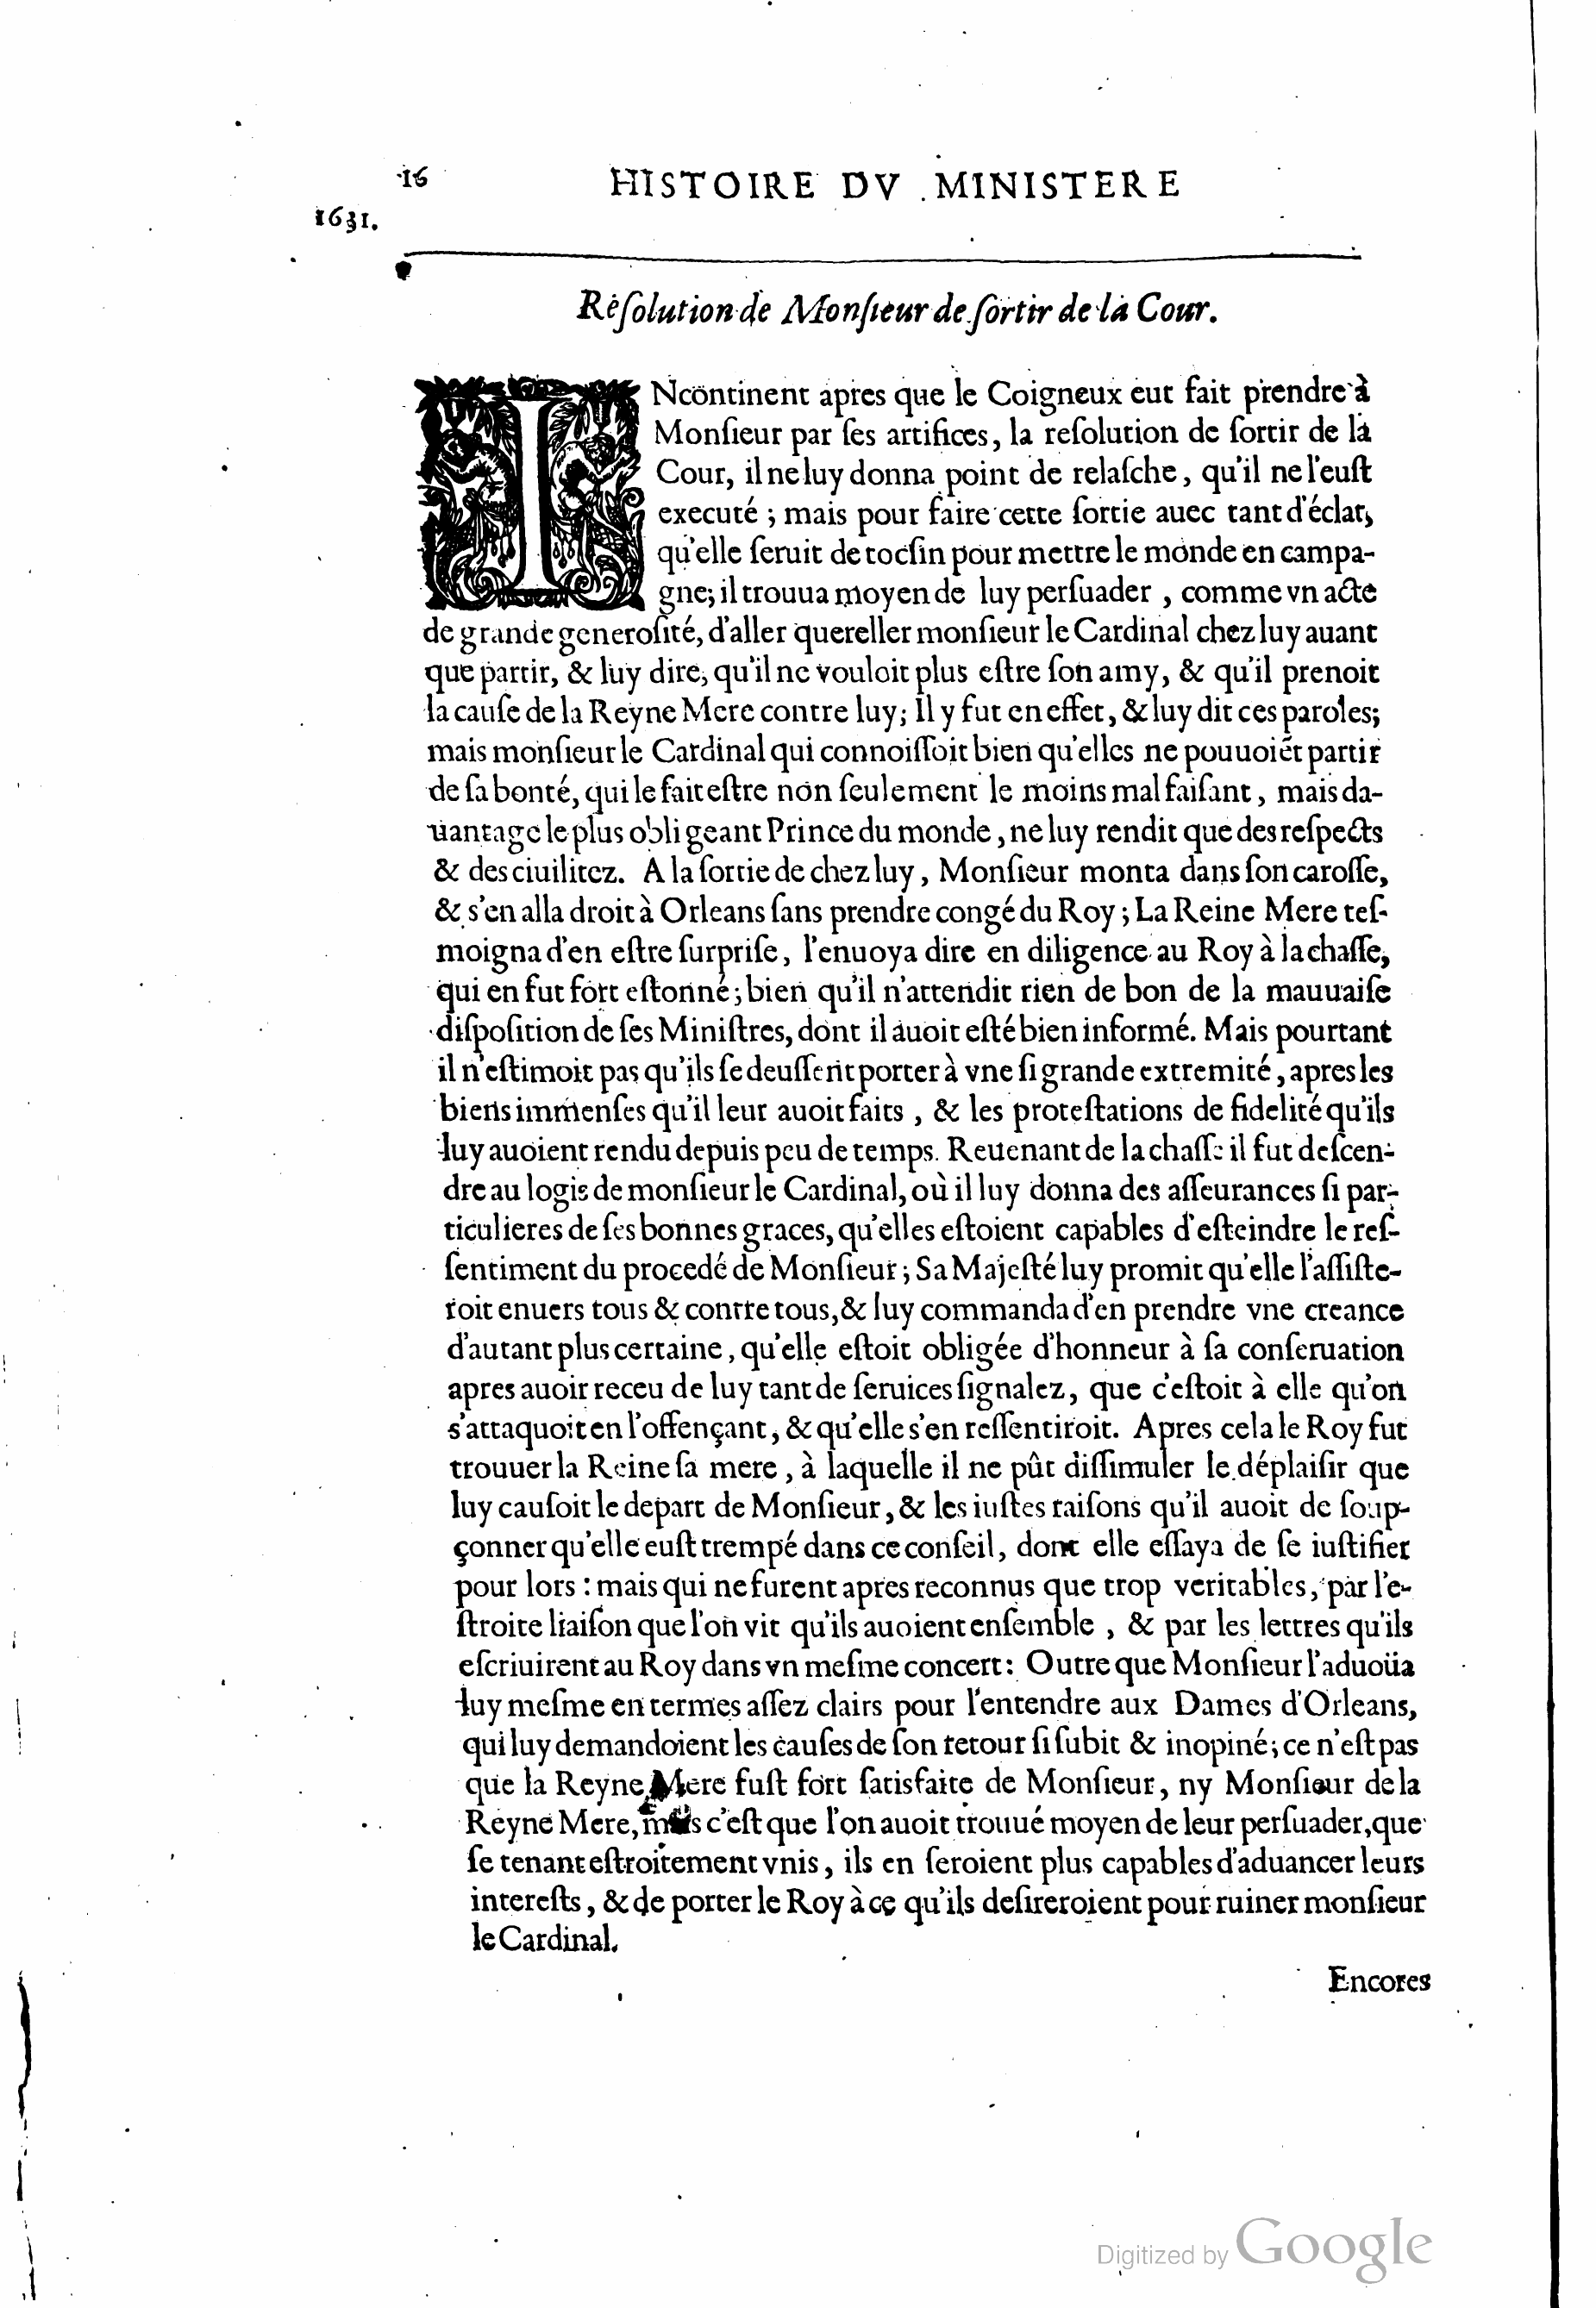 16
HISTOIRE DV MINISTERE
1631.
Reſolution de Monſieur de ſortir de la Cour.
INcontinent apres que le Coigneux eut fait prendre à
Monſieur par ſes artifices, la reſolution de ſortir de la
Cour, il ne luy donna point de relaſche, qu'il ne l'euſt
executé ; mais pour faire cette ſortie auec tant d'éclat,
qu'elle ſeruit de tocſin pour mettre le monde en campa-
gne; il trouua moyen de luy perſuader , comme vn acte
de grande generoſité, d'aller quereller monſieur le Cardinal chez luy auant
que partir, & luy dire, qu'il ne vouloit plus eſtre ſon amy, & qu'il prenoit
la cauſe de la Reyne Mere contre luy; Il y fut en effet, & luy dit ces paroles;
mais monſieur le Cardinal qui connoiſſoit bien qu'elles ne pouuoiẽt partir
de ſa bonté, qui le fait eſtre non ſeulement le moins mal faiſant, mais da-
uantage le plus obligeant Prince du monde, ne luy rendit que des reſpects
& des ciuilitez. A la ſortie de chez luy, Monſieur monta dans ſon caroſſe,
& s'en alla droit à Orleans ſans prendre congé du Roy ; La Reine Mere teſ-
moigna d'en eſtre ſurpriſe, l'enuoya dire en diligence au Roy à la chaſſe,
qui en fut fort eſtonné ; bien qu'il n'attendit rien de bon de la mauuaiſe
diſpoſition de ſes Miniſtres, dont il auoit eſté bien informé. Mais pourtant
il n'eſtimoit pas qu'ils ſe deuſſent porter à vne ſi grande extremité, apres les
biens immenſes qu'il leur auoit faits , & les proteſtations de fidelité qu'ils
luy auoient rendu depuis peu de temps. Reuenant de la chaſſe il fut deſcen-
dre au logis de monſieur le Cardinal, où il luy donna des aſſeurances ſi par-
ticulieres de ſes bonnes graces, qu'elles eſtoient capables d'eſteindre le reſ-
ſentiment du procedé de Monſieur ; Sa Majeſté luy promit qu'elle l'aſſiſte-
roit enuers tous & contre tous, & luy commanda d'en prendre vne creance
d'autant plus certaine, qu'elle eſtoit obligée d'honneur à ſa conſeruation
apres auoir receu de luy tant de ſeruices ſignalez, que c'eſtoit à elle qu'on
s'attaquoit en l'offençant, & qu'elle s'en reſſentiroit. Apres cela le Roy fut
trouuer la Reine ſa mere , à laquelle il ne pût diſſimuler le déplaiſir que
luy cauſoit le depart de Monſieur, & les iuſtes raiſons qu'il auoit de ſoup-
çonner qu'elle euſt trempé dans ce conſeil, dont elle eſſaya de ſe iuſtifier
pour lors : mais qui ne furent apres reconnus que trop veritables, par l'e-
ſtroite liaiſon que l'on vit qu'ils auoient enſemble , & par les lettres qu'ils
eſcriuirent au Roy dans vn meſme concert: Outre que Monſieur l'aduoüa
luy meſme en termes aſſez clairs pour l'entendre aux Dames d'Orleans,
qui luy demandoient les cauſes de ſon retour ſi ſubit & inopiné; ce n'eſt pas
que la Reyne Mere fuſt fort ſatisfaite de Monſieur, ny Monſieur de la
Reyne Mere, mais c'eſt que l'on auoit trouué moyen de leur perſuader, que
ſe tenant eſtroitement vnis, ils en ſeroient plus capables d'aduancer leurs
intereſts, & de porter le Roy à ce qu'ils deſireroient pour ruiner monſieur
le Cardinal.
Encores
Digitized by Google